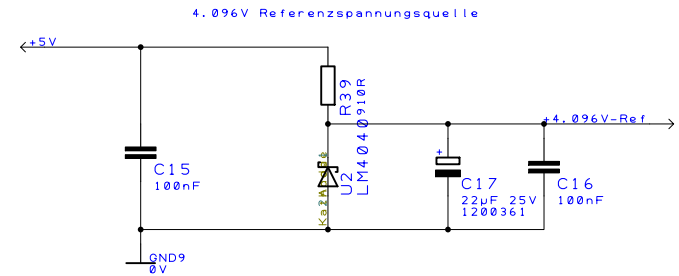 4.096V Referenzspannungsquelle
+5V
R39
910R
+4.096V-Ref
+
C15
100nF
U2
LM4040
C17
22µF 25V
1200361
C16
100nF
GND9
0V